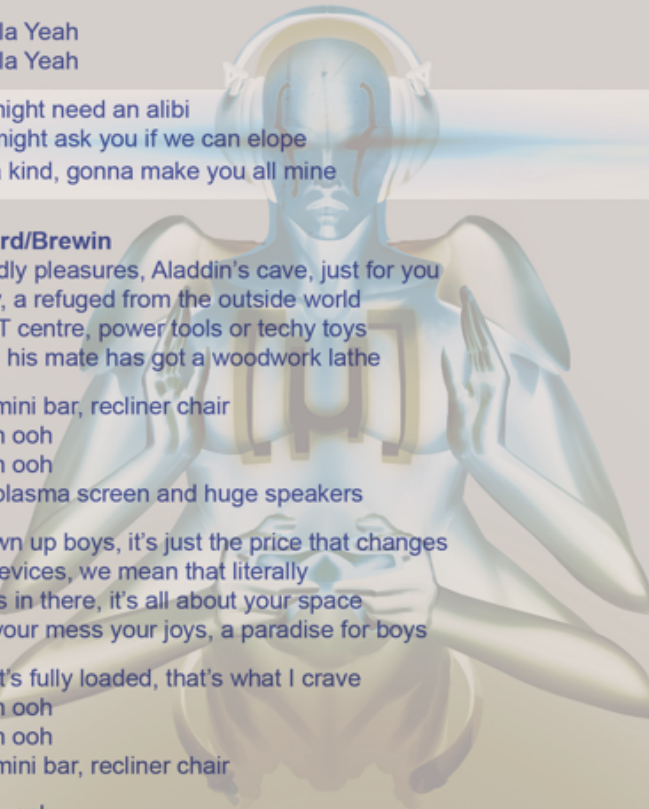 la Yeah
la Yeah
might need an alibi
might ask you if we can elope
kind, gonna make you all mine
rd/Brewin
dly pleasures, Aladdin's cave, just for you
, a refuged from the outside world
T centre, power tools or techy toys
his mate has got a woodwork lathe
mini bar, recliner chair
ooh
ooh
plasma screen and huge speakers
wn up boys, it's just the price that changes
evices, we mean that literally
s in there, it's all about your space
your mess your joys, a paradise for boys
t's fully loaded, that's what I crave
ooh
ooh
mini bar, recliner chair